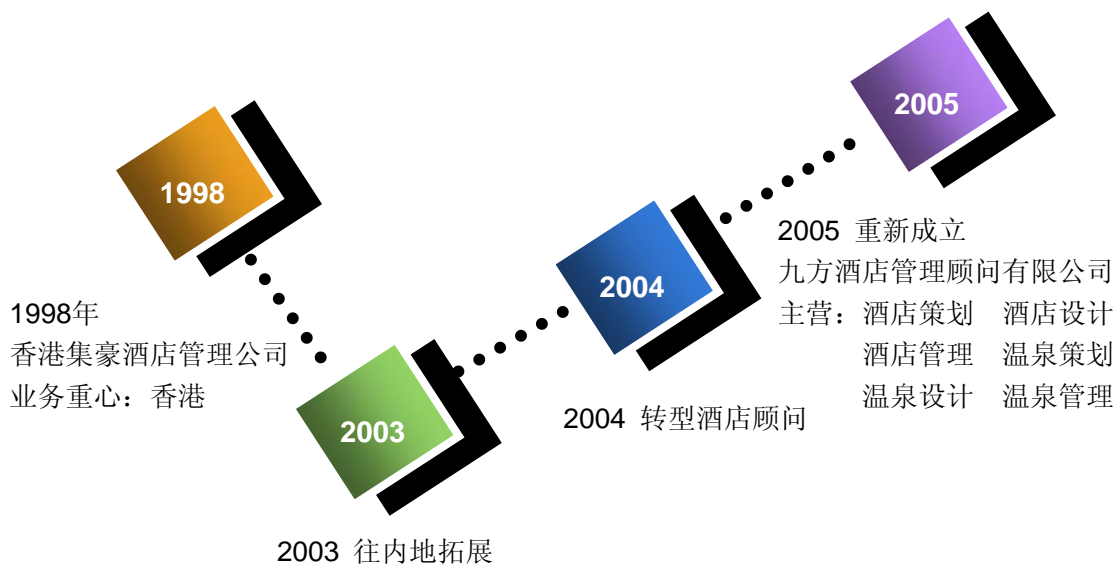 1998
1998年
香港集豪酒店管理公司
业务重心：香港
2003
2003 往内地拓展
2004
2004 转型酒店顾问
2005
2005 重新成立
九方酒店管理顾问有限公司
主营：酒店策划 酒店设计
酒店管理 温泉策划
温泉设计 温泉管理